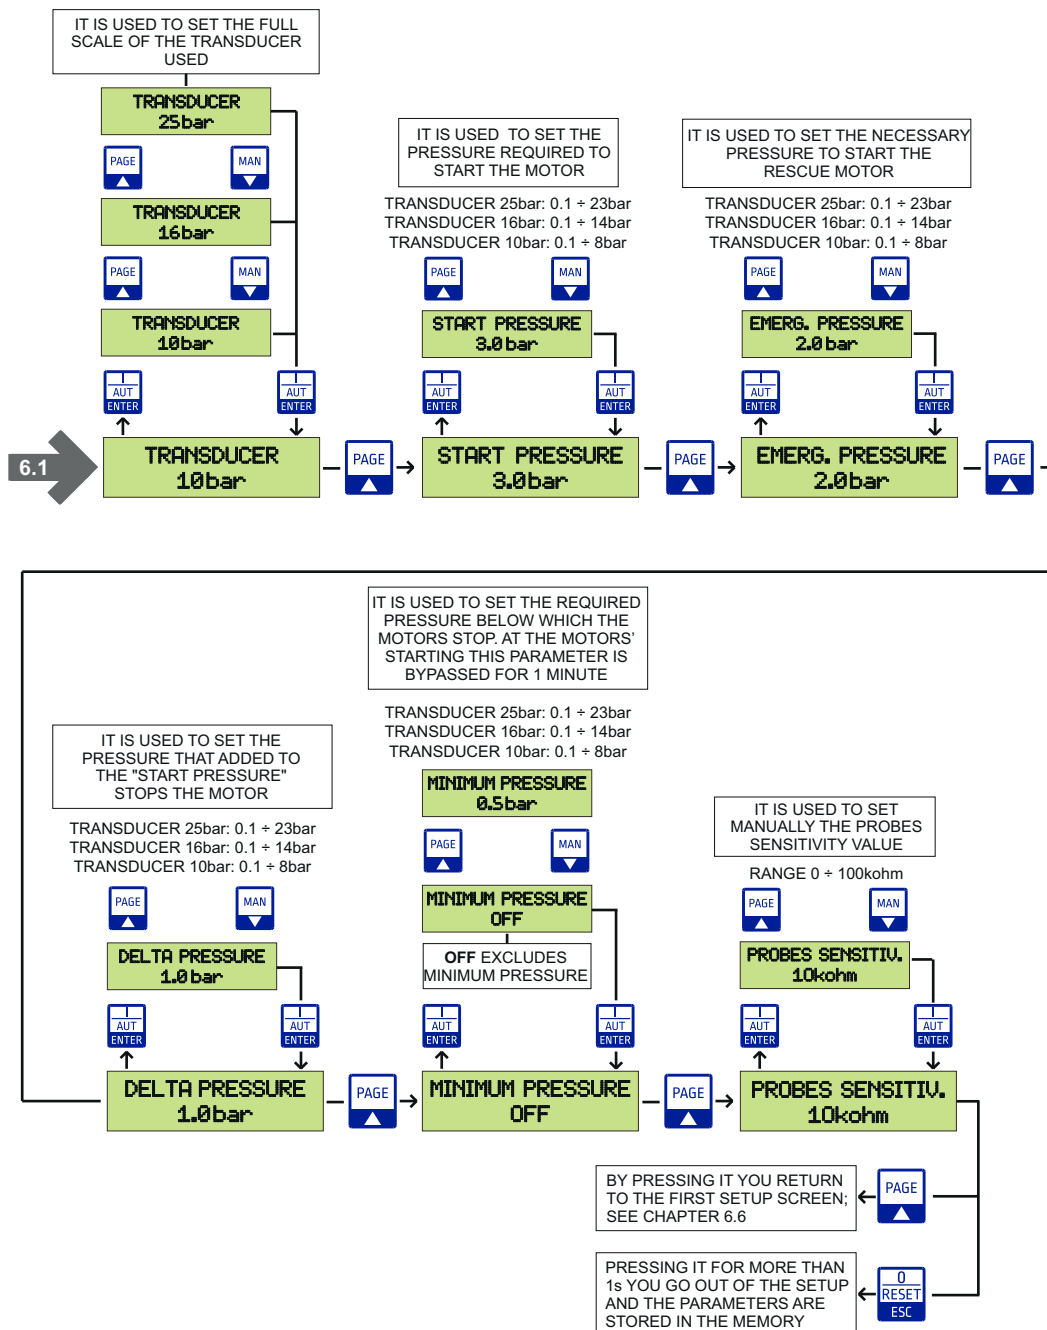 IT IS USED TO SET THE FULL
SCALE OF THE TRANSDUCER
USED
TRANSDUCER
25bar
PAGE
MAN
TRANSDUCER
16bar
PAGE
MAN
TRANSDUCER
10bar
AUT
ENTER
AUT
ENTER
6.1
TRANSDUCER
10bar
PAGE
IT IS USED TO SET THE
PRESSURE REQUIRED TO
START THE MOTOR
TRANSDUCER 25bar: 0.1 ÷ 23bar
TRANSDUCER 16bar: 0.1 ÷ 14bar
TRANSDUCER 10bar: 0.1 ÷ 8bar
PAGE
MAN
START PRESSURE
3.0bar
I
AUT
ENTER
I
AUT
ENTER
START PRESSURE
3.0bar
PAGE
IT IS USED TO SET THE NECESSARY
PRESSURE TO START THE
RESCUE MOTOR
TRANSDUCER 25bar: 0.1 ÷ 23bar
TRANSDUCER 16bar: 0.1 ÷ 14bar
TRANSDUCER 10bar: 0.1 ÷ 8bar
PAGE
MAN
EMERG. PRESSURE
2.0 bar
I
AUT
ENTER
I
AUT
ENTER
EMERG. PRESSURE
2.0bar
PAGE
IT IS USED TO SET THE
PRESSURE THAT ADDED TO
THE "START PRESSURE"
STOPS THE MOTOR
TRANSDUCER 25bar: 0.1 ÷ 23bar
TRANSDUCER 16bar: 0.1 ÷ 14bar
TRANSDUCER 10bar: 0.1 ÷ 8bar
PAGE
MAN
DELTA PRESSURE
1.0 bar
I
AUT
ENTER
I
AUT
ENTER
DELTA PRESSURE
1.0bar
PAGE
IT IS USED TO SET THE REQUIRED
PRESSURE BELOW WHICH THE
MOTORS STOP. AT THE MOTORS'
STARTING THIS PARAMETER IS
BYPASSED FOR 1 MINUTE
TRANSDUCER 25bar: 0.1 ÷ 23bar
TRANSDUCER 16bar: 0.1 ÷ 14bar
TRANSDUCER 10bar: 0.1 ÷ 8bar
MINIMUM PRESSURE
0.5bar
PAGE
MAN
MINIMUM PRESSURE
OFF
OFF EXCLUDES
MINIMUM PRESSURE
I
AUT
ENTER
I
AUT
ENTER
MINIMUM PRESSURE
OFF
PAGE
IT IS USED TO SET
MANUALLY THE PROBES
SENSITIVITY VALUE
RANGE 0 ÷ 100kohm
PAGE
MAN
PROBES SENSITIV.
10kohm
I
AUT
ENTER
I
AUT
ENTER
PROBES SENSITIV.
10kohm
BY PRESSING IT YOU RETURN
TO THE FIRST SETUP SCREEN;
SEE CHAPTER 6.6
PAGE
PRESSING IT FOR MORE THAN
1s YOU GO OUT OF THE SETUP
AND THE PARAMETERS ARE
STORED IN THE MEMORY
0
RESET
ESC